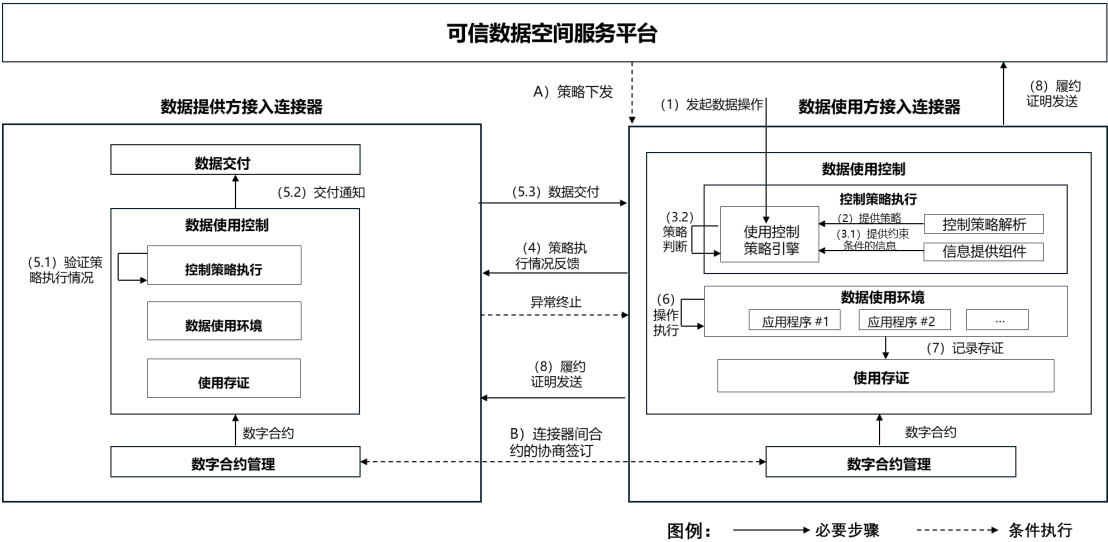 可信数据空间服务平台
A）策略下发
（8）履约
证明发送
数据提供方接入连接器
（1）发起数据操作
数据使用方接入连接器
数据交付
（5.2）交付通知
数据使用控制
（5.1）验证策
略执行情况
控制策略执行
数据使用环境
使用存证
数字合约
数字合约管理
（5.3）数据交付
（4）策略执
行情况反馈
异常终止
（8）履约
证明发送
B）连接器间合
约的协商签订
数据使用控制
控制策略执行
（3.2）
策略
判断
使用控制
策略引擎
（2）提供策略
（3.1）提供约束
条件的信息
控制策略解析
信息提供组件
（6）
操作
执行
数据使用环境
应用程序 #1
应用程序 #2
...
（7）记录存证
使用存证
数字合约
数字合约管理
图例：
必要步骤
条件执行